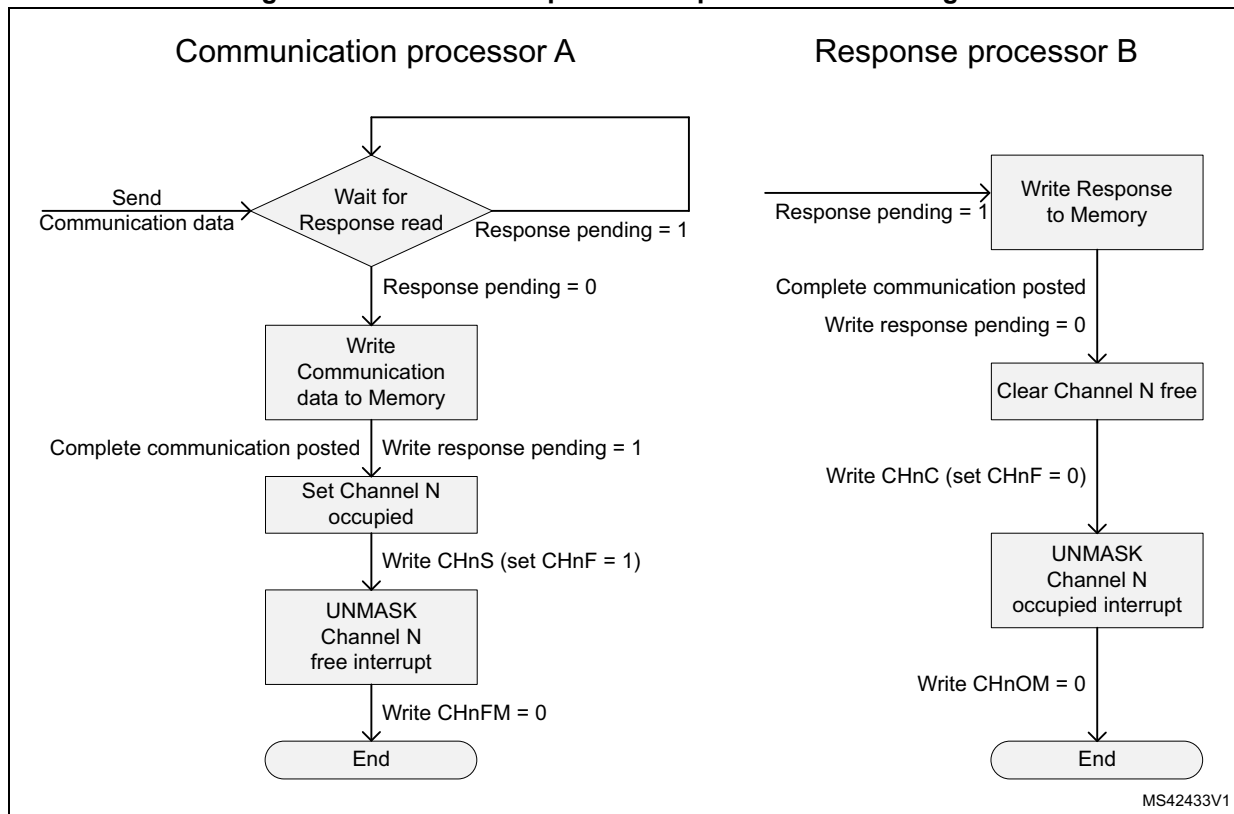 Communication processor A
Response processor B
Send
Communication data
Wait for
Response read
Response pending = 1
Response pending = 0
Write
Communication
data to Memory
Complete communication posted
Write response pending = 1
Set Channel N
occupied
Write CHnS (set CHnF = 1)
UNMASK
Channel N
free interrupt
Write CHnFM = 0
End
Response pending = 1
Write Response
to Memory
Complete communication posted
Write response pending = 0
Clear Channel N free
Write CHnC (set CHnF = 0)
UNMASK
Channel N
occupied interrupt
Write CHnOM = 0
End
MS42433V1